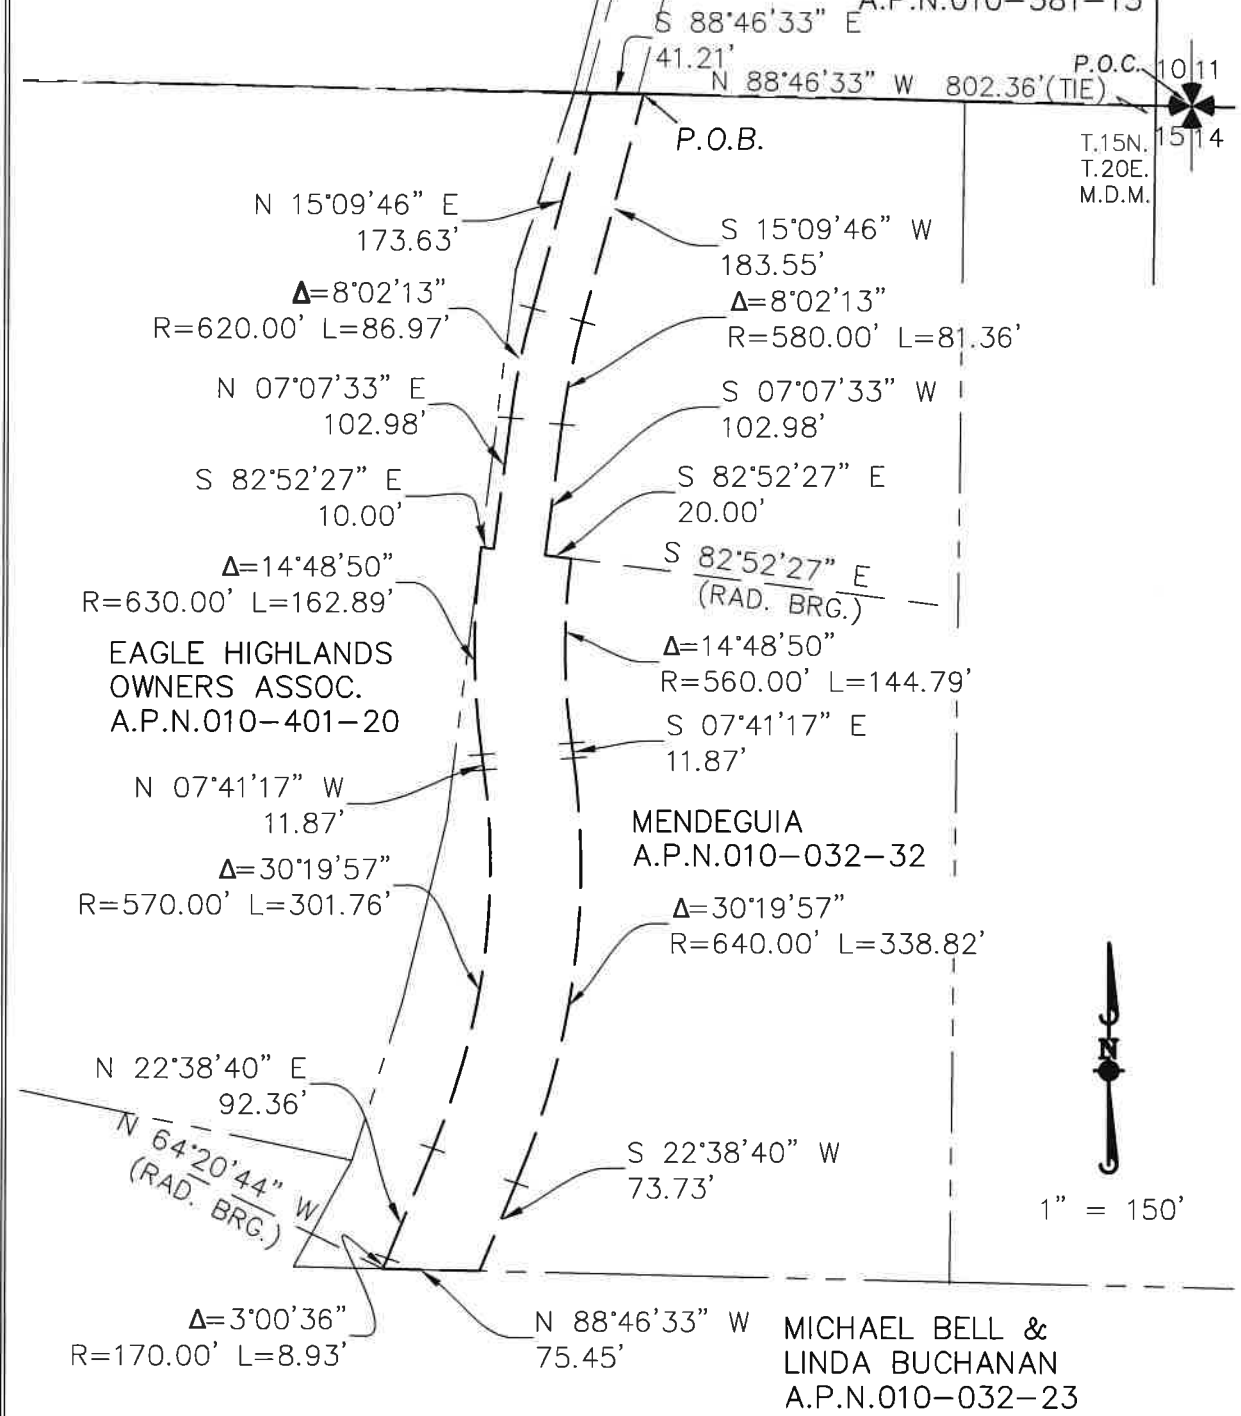 A.P.N.010-381-13
S 88°46'33" E
41.21'
N 88°46'33" W 802.36'(TIE)
P.O.C.
10 11
15 14
T.15N.
T.20E.
M.D.M.
P.O.B.
N 15°09'46" E
173.63'
S 15°09'46" W
183.55'
Δ=8°02'13"
R=620.00' L=86.97'
Δ=8°02'13"
R=580.00' L=81.36'
N 07°07'33" E
102.98'
S 07°07'33" W
102.98'
S 82°52'27" E
10.00'
S 82°52'27" E
20.00'
S 82°52'27" E
(RAD. BRG.)
Δ=14°48'50"
R=630.00' L=162.89'
EAGLE HIGHLANDS
OWNERS ASSOC.
A.P.N.010-401-20
Δ=14°48'50"
R=560.00' L=144.79'
S 07°41'17" E
11.87'
N 07°41'17" W
11.87'
MENDEGUIA
A.P.N.010-032-32
Δ=30°19'57"
R=570.00' L=301.76'
Δ=30°19'57"
R=640.00' L=338.82'
N
1" = 150'
N 22°38'40" E
92.36'
N 64°20'44" W
(RAD. BRG.)
S 22°38'40" W
73.73'
Δ=3°00'36"
R=170.00' L=8.93'
N 88°46'33" W
75.45'
MICHAEL BELL &
LINDA BUCHANAN
A.P.N.010-032-23